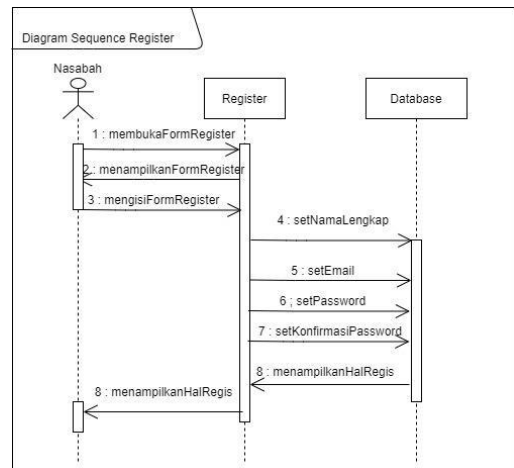 Diagram Sequence Register
Nasabah
Register
Database
1 : membukaFormRegister
2 : menampilkanFormRegister
3 : mengisiFormRegister
4 : setNamaLengkap
5 : setEmail
6 ; setPassword
7 : setKonfirmasiPassword
8 : menampilkanHalRegis
8 : menampilkanHalRegis